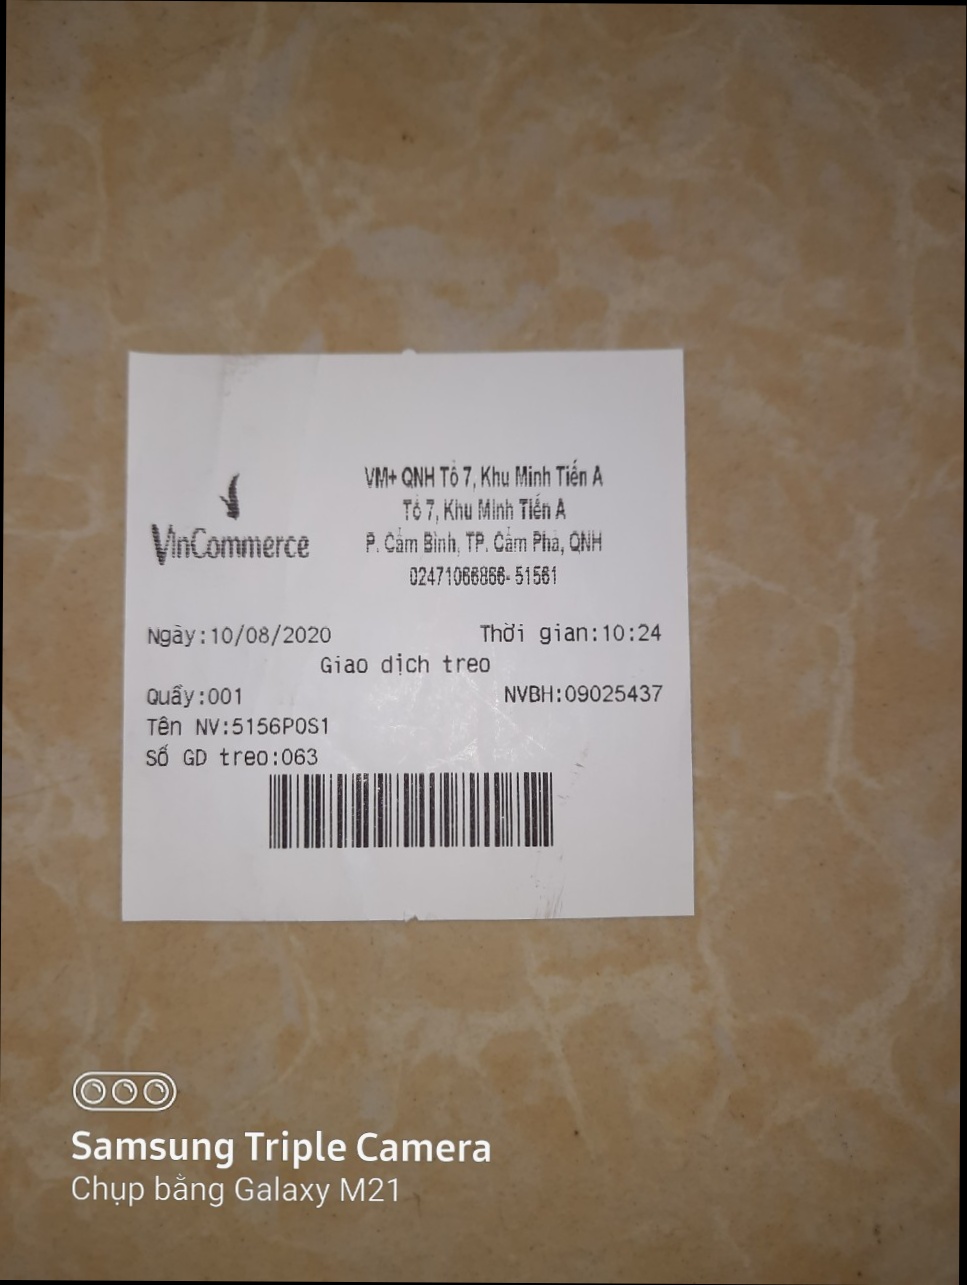 VinCommerce
VM+ QNH Tổ 7, Khu Minh Tiến A
Tổ 7, Khu Minh Tiến A
P. Cẩm Bình, TP. Cẩm Phả, QNH
02471066866- 51561
Ngày:10/08/2020 Thời gian:10:24
Giao dịch treo
Quầy:001 NVBH:09025437
Tên NV:5156POS1
Số GD treo:063
Samsung Triple Camera
Chụp bằng Galaxy M21